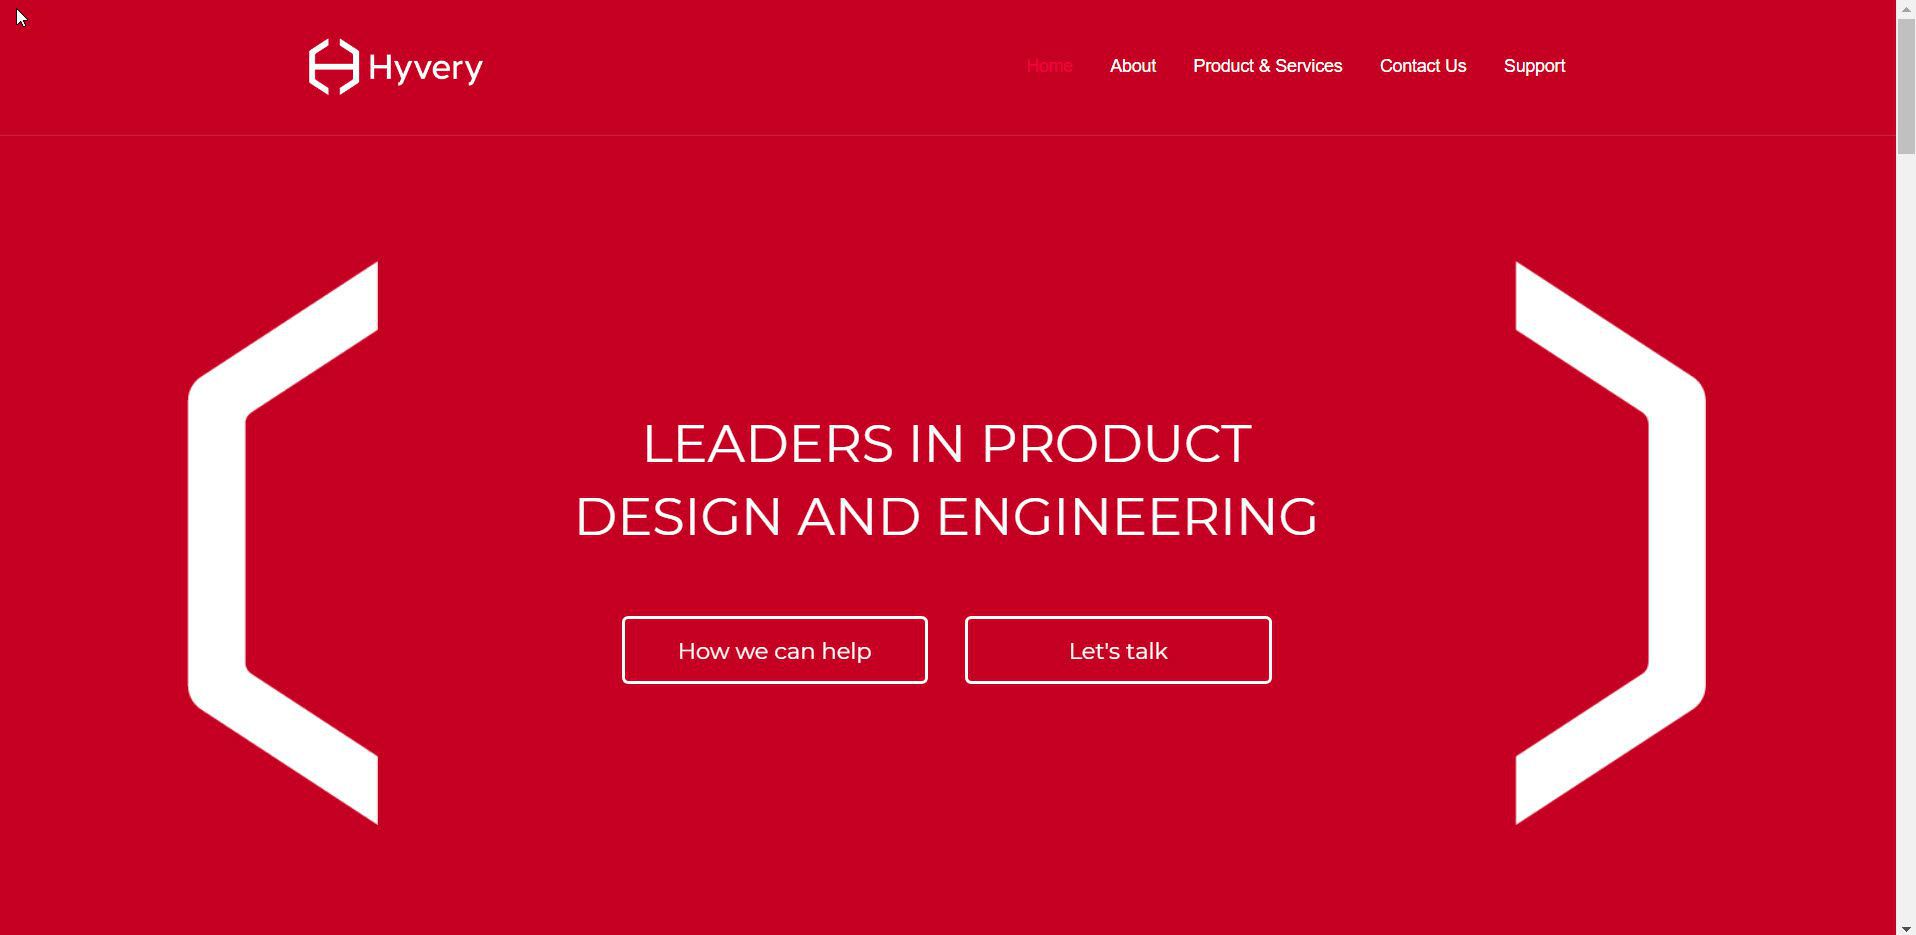 Hyvery
Home About Product & Services Contact Us Support
LEADERS IN PRODUCT
DESIGN AND ENGINEERING
How we can help Let's talk